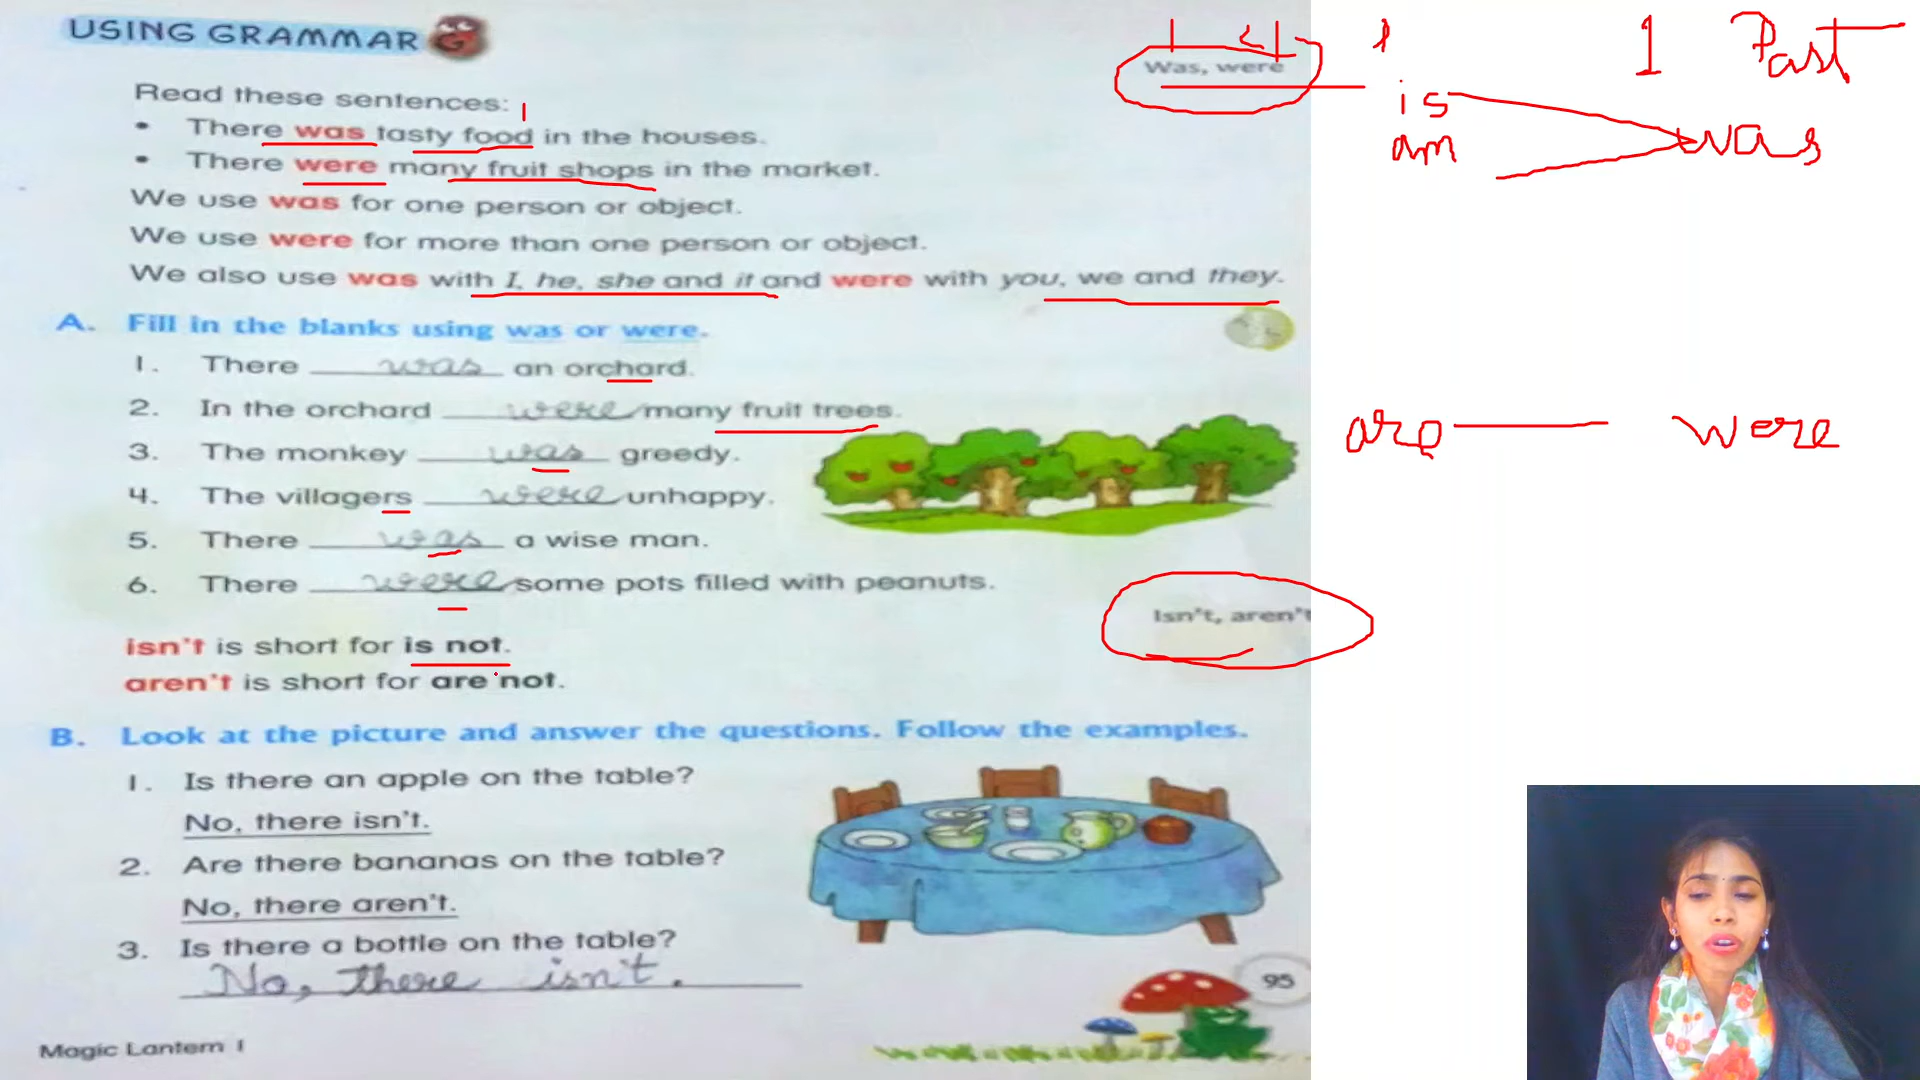 USING GRAMMAR
Was, were
Read these sentences:
• There was tasty food in the houses.
• There were many fruit shops in the market.
We use was for one person or object.
We use were for more than one person or object.
We also use was with I, he, she and it and were with you, we and they.
A. Fill in the blanks using was or were.
1. There was an orchard.
2. In the orchard were many fruit trees.
3. The monkey was greedy.
4. The villagers were unhappy.
5. There was a wise man.
6. There were some pots filled with peanuts.
Isn't, aren't
isn't is short for is not.
aren't is short for are not.
B. Look at the picture and answer the questions. Follow the examples.
1. Is there an apple on the table?
No, there isn't.
2. Are there bananas on the table?
No, there aren't.
3. Is there a bottle on the table?
No, there isn't.
95
Magic Lantern 1
1 Past
is
am
was
are were